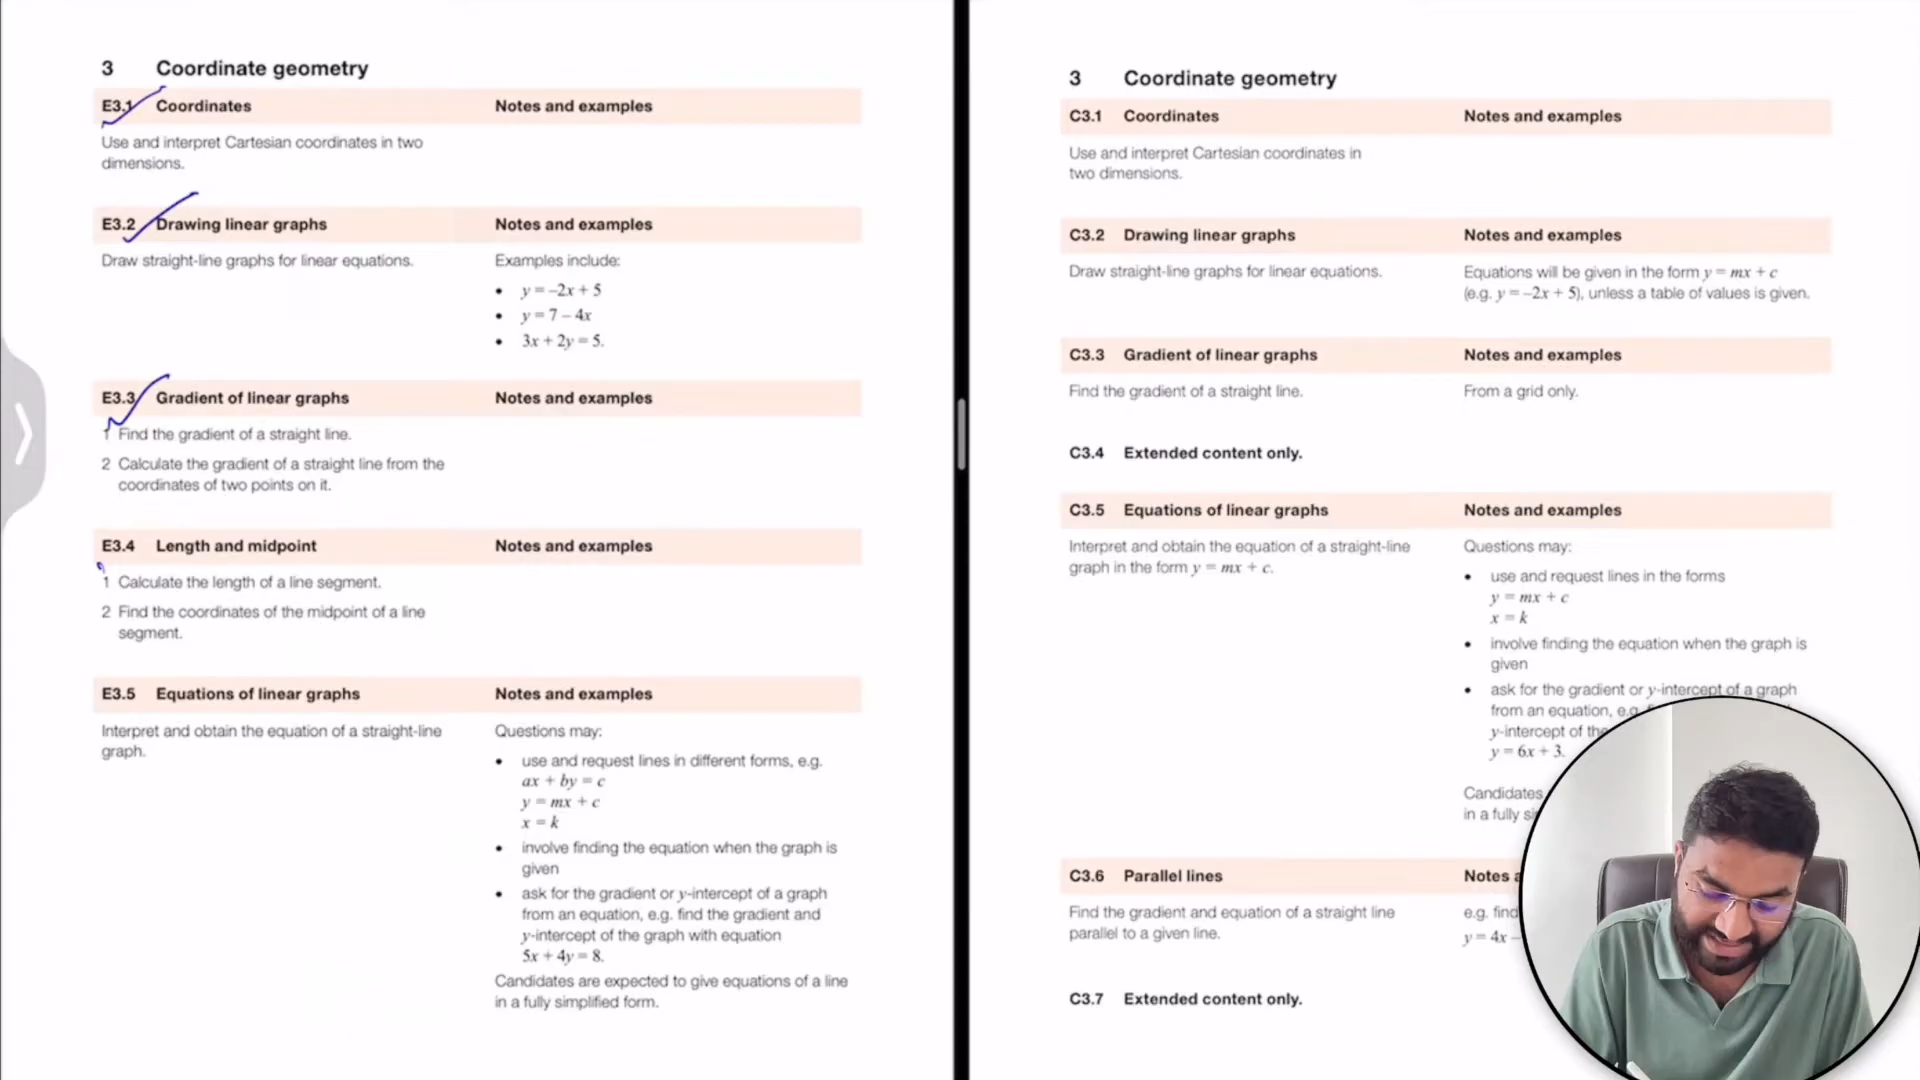 3 Coordinate geometry
E3.1 Coordinates Notes and examples
Use and interpret Cartesian coordinates in two
dimensions.
E3.2 Drawing linear graphs Notes and examples
Draw straight-line graphs for linear equations. Examples include:
• y = –2x + 5
• y = 7 – 4x
• 3x + 2y = 5.
E3.3 Gradient of linear graphs Notes and examples
1 Find the gradient of a straight line.
2 Calculate the gradient of a straight line from the
coordinates of two points on it.
E3.4 Length and midpoint Notes and examples
1 Calculate the length of a line segment.
2 Find the coordinates of the midpoint of a line
segment.
E3.5 Equations of linear graphs Notes and examples
Interpret and obtain the equation of a straight-line Questions may:
graph.
• use and request lines in different forms, e.g.
ax + by = c
y = mx + c
x = k
• involve finding the equation when the graph is
given
• ask for the gradient or y-intercept of a graph
from an equation, e.g. find the gradient and
y-intercept of the graph with equation
5x + 4y = 8.
Candidates are expected to give equations of a line
in a fully simplified form.
3 Coordinate geometry
C3.1 Coordinates Notes and examples
Use and interpret Cartesian coordinates in
two dimensions.
C3.2 Drawing linear graphs Notes and examples
Draw straight-line graphs for linear equations. Equations will be given in the form y = mx + c
(e.g. y = –2x + 5), unless a table of values is given.
C3.3 Gradient of linear graphs Notes and examples
Find the gradient of a straight line. From a grid only.
C3.4 Extended content only.
C3.5 Equations of linear graphs Notes and examples
Interpret and obtain the equation of a straight-line Questions may:
graph in the form y = mx + c.
• use and request lines in the forms
y = mx + c
x = k
• involve finding the equation when the graph is
given
• ask for the gradient or y-intercept of a graph
from an equation, e.g.
y-intercept of the
y = 6x + 3.
Candidates
in a fully
C3.6 Parallel lines Notes
Find the gradient and equation of a straight line e.g. find
parallel to a given line. y = 4x –
C3.7 Extended content only.